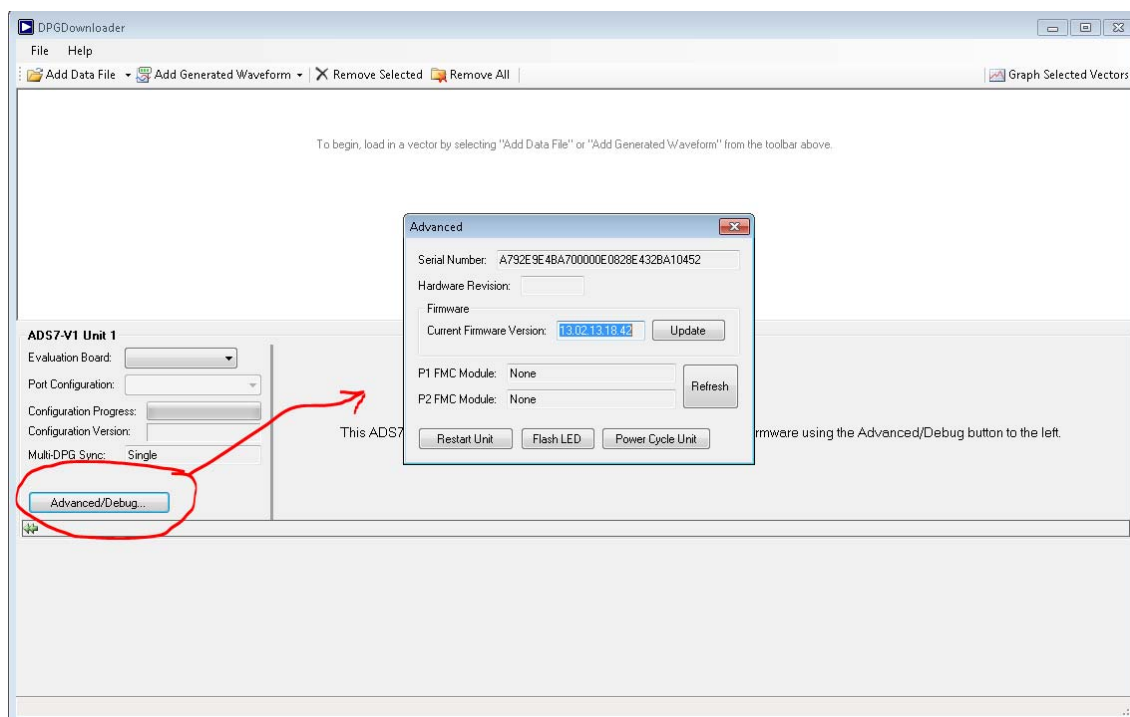 DPGDownloader
File Help
Add Data File Add Generated Waveform Remove Selected Remove All Graph Selected Vectors
To begin, load in a vector by selecting "Add Data File" or "Add Generated Waveform" from the toolbar above.
Advanced
Serial Number: A792E9E4BA700000E0828E432BA10452
Hardware Revision:
Firmware
Current Firmware Version: 13.02.13.18.42 Update
P1 FMC Module: None
P2 FMC Module: None
Refresh
Restart Unit Flash LED Power Cycle Unit
ADS7-V1 Unit 1
Evaluation Board:
Port Configuration:
Configuration Progress:
Configuration Version:
Multi-DPG Sync: Single
Advanced/Debug...
This ADS7 rmware using the Advanced/Debug button to the left.